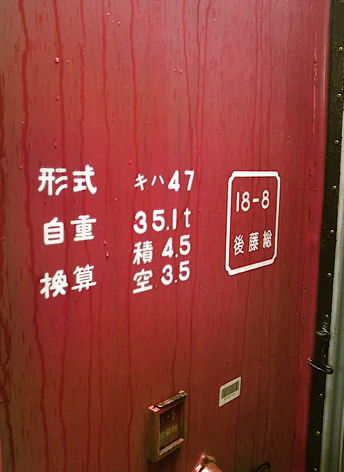 形式 キハ47
自重 35.1t
換算 積 4.5
空 3.5
18-8
後藤総